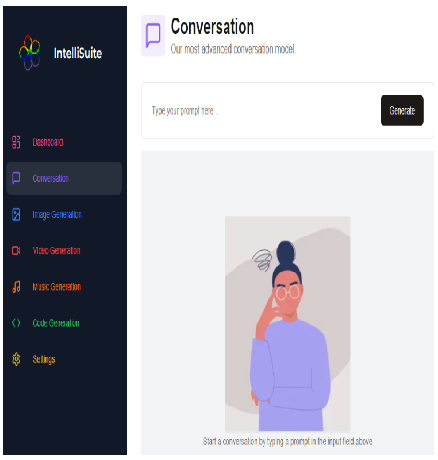 IntelliSuite
Dashboard
Conversation
Image Generation
Video Generation
Music Generation
Code Generation
Settings
Conversation
Our most advanced conversation model.
Type your prompt here...
Generate
Start a conversation by typing a prompt in the input field above